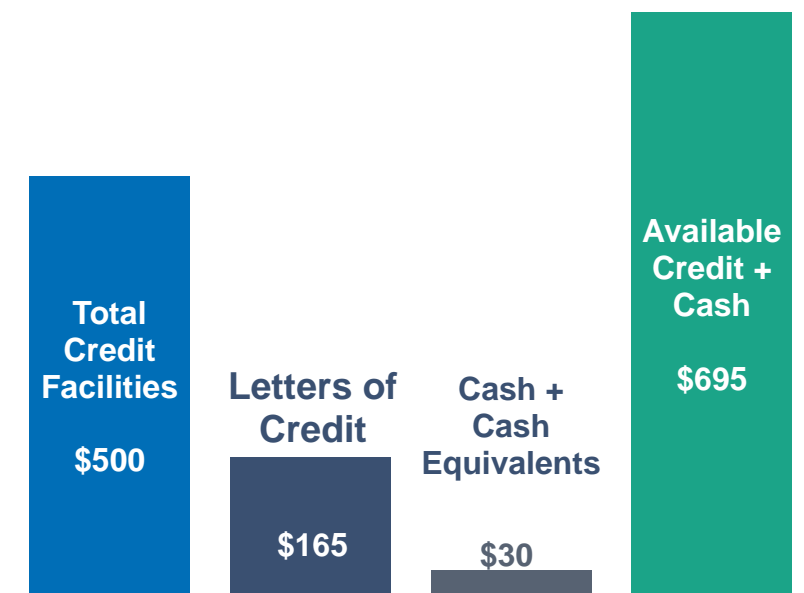 Total
Credit
Facilities
$500
Letters of
Credit
$165
Cash +
Cash
Equivalents
$30
Available
Credit +
Cash
$695